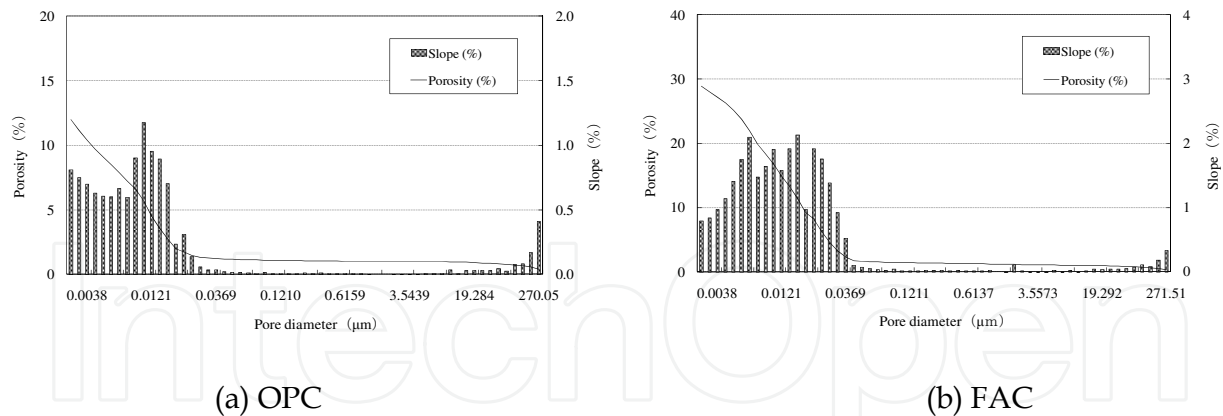 20
15
10
5
0
Porosity (%)
2.0
1.5
1.0
0.5
0.0
Slope (%)
Slope (%)
Porosity (%)
0.0038 0.0121 0.0369 0.1210 0.6159 3.5439 19.284 270.05
Pore diameter (μm)
(a) OPC
40
30
20
10
0
Porosity (%)
4
3
2
1
0
Slope (%)
Slope (%)
Porosity (%)
0.0038 0.0121 0.0369 0.1211 0.6137 3.5573 19.292 271.51
Pore diameter (μm)
(b) FAC
IntechOpen